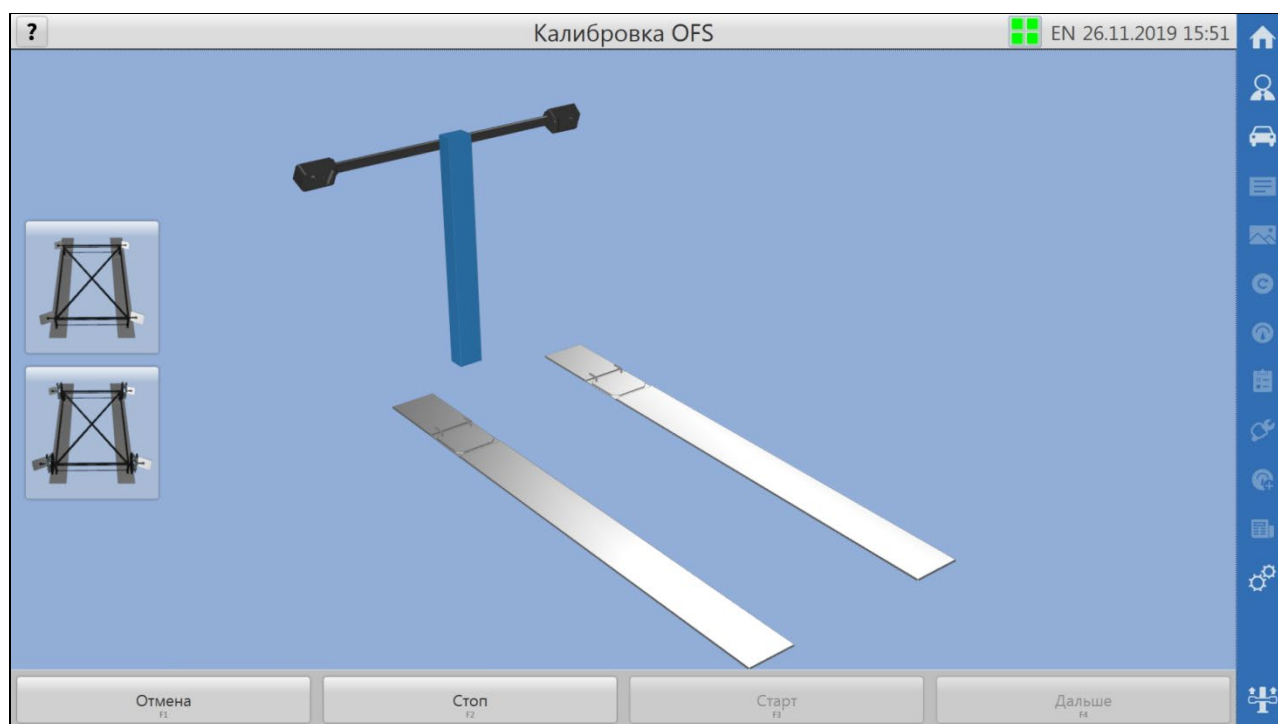 ?
Калибровка OFS
EN 26.11.2019 15:51
Отмена
F1
Стоп
F2
Старт
F3
Дальше
F4